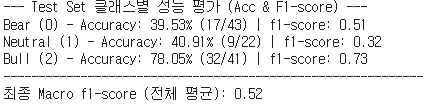 --- Test Set 클래스별 성능 평가 (Acc & F1-score) ---
Bear (0) - Accuracy: 39.53% (17/43) | f1-score: 0.51
Neutral (1) - Accuracy: 40.91% (9/22) | f1-score: 0.32
Bull (2) - Accuracy: 78.05% (32/41) | f1-score: 0.73
------------------------------------------------------------
최종 Macro f1-score (전체 평균): 0.52